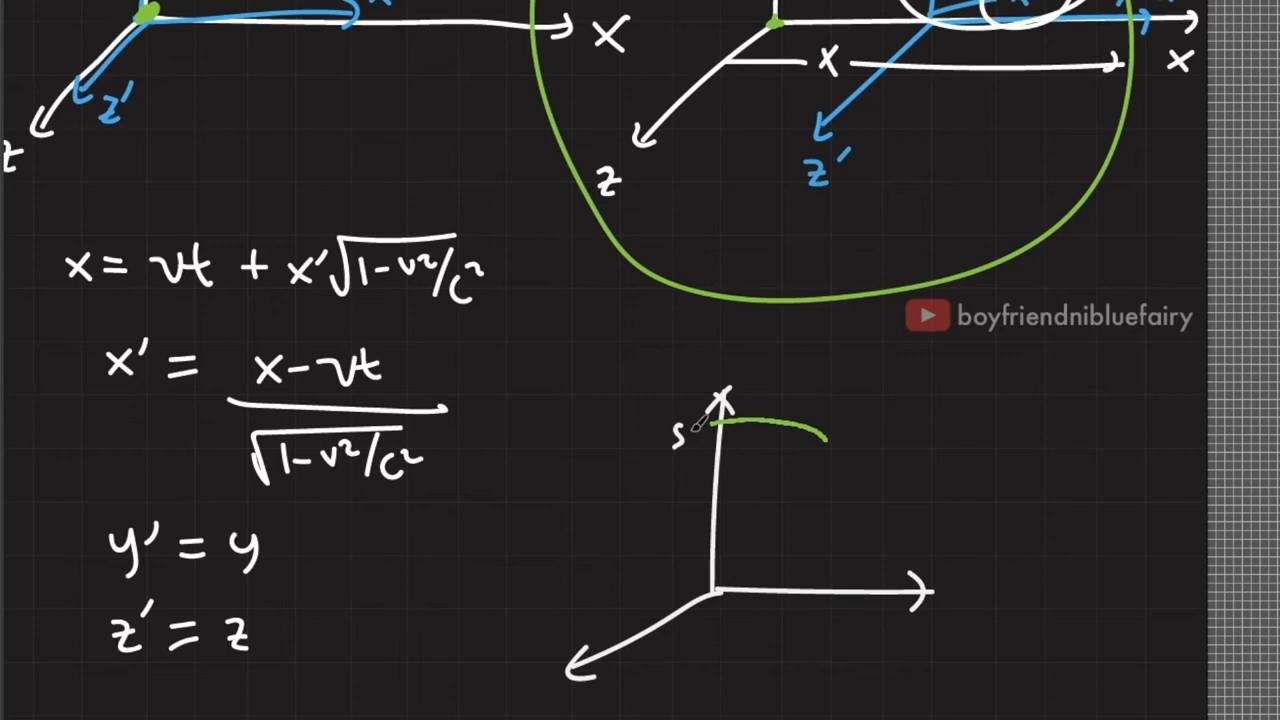 X
X
X
z'
z
z'
x = vt + x'√(1-v²/c²)
boyfriendnibluefairy
x' = (x-vt)/√(1-v²/c²)
s
y' = y
z' = z